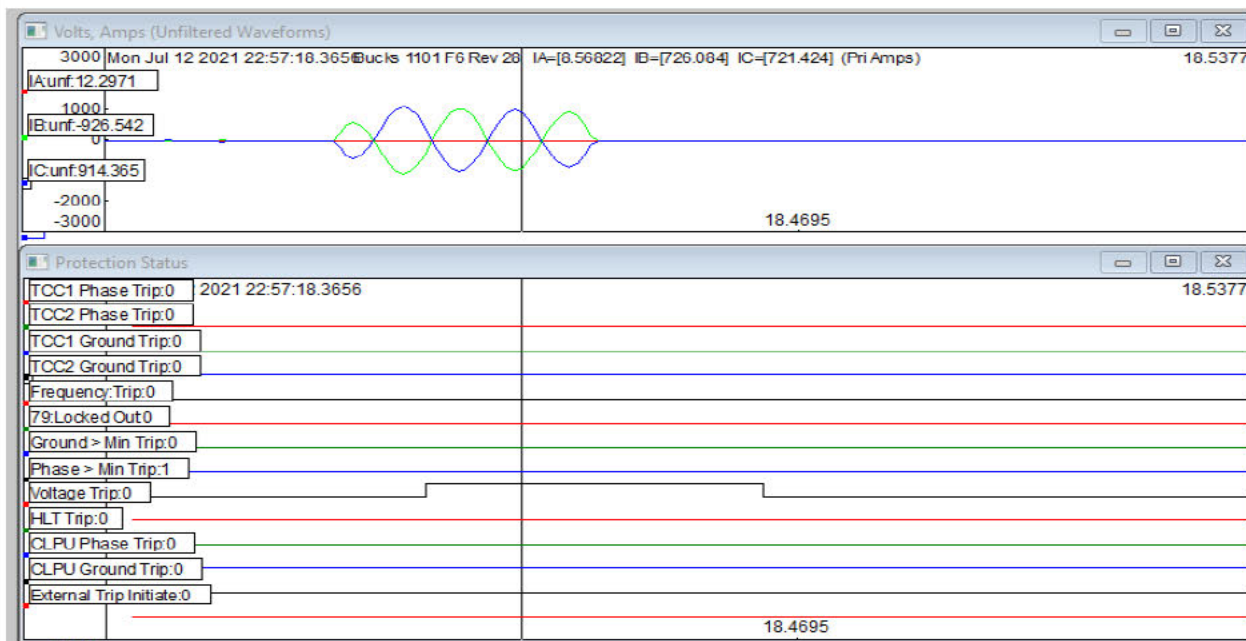 Volts, Amps (Unfiltered Waveforms)
3000 Mon Jul 12 2021 22:57:18.3656 Bucks 1101 F6 Rev 28 IA=[8.56822] IB=[726.084] IC=[721.424] (Pri Amps) 18.5377
IA:unf:12.2971
1000
IB:unf:-926.542
0
IC:unf:914.365
-2000
-3000
18.4695
Protection Status
TCC1 Phase Trip:0 2021 22:57:18.3656 18.5377
TCC2 Phase Trip:0
TCC1 Ground Trip:0
TCC2 Ground Trip:0
Frequency:Trip:0
79:Locked Out:0
Ground > Min Trip:0
Phase > Min Trip:1
Voltage Trip:0
HLT Trip:0
CLPU Phase Trip:0
CLPU Ground Trip:0
External Trip Initiate:0
18.4695